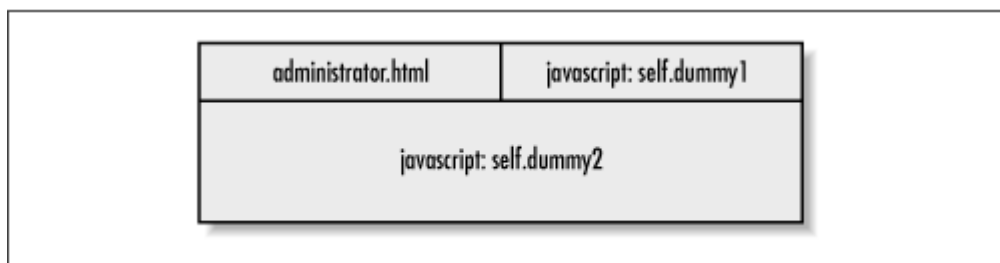 administrator.html
javascript: self.dummy1
javascript: self.dummy2